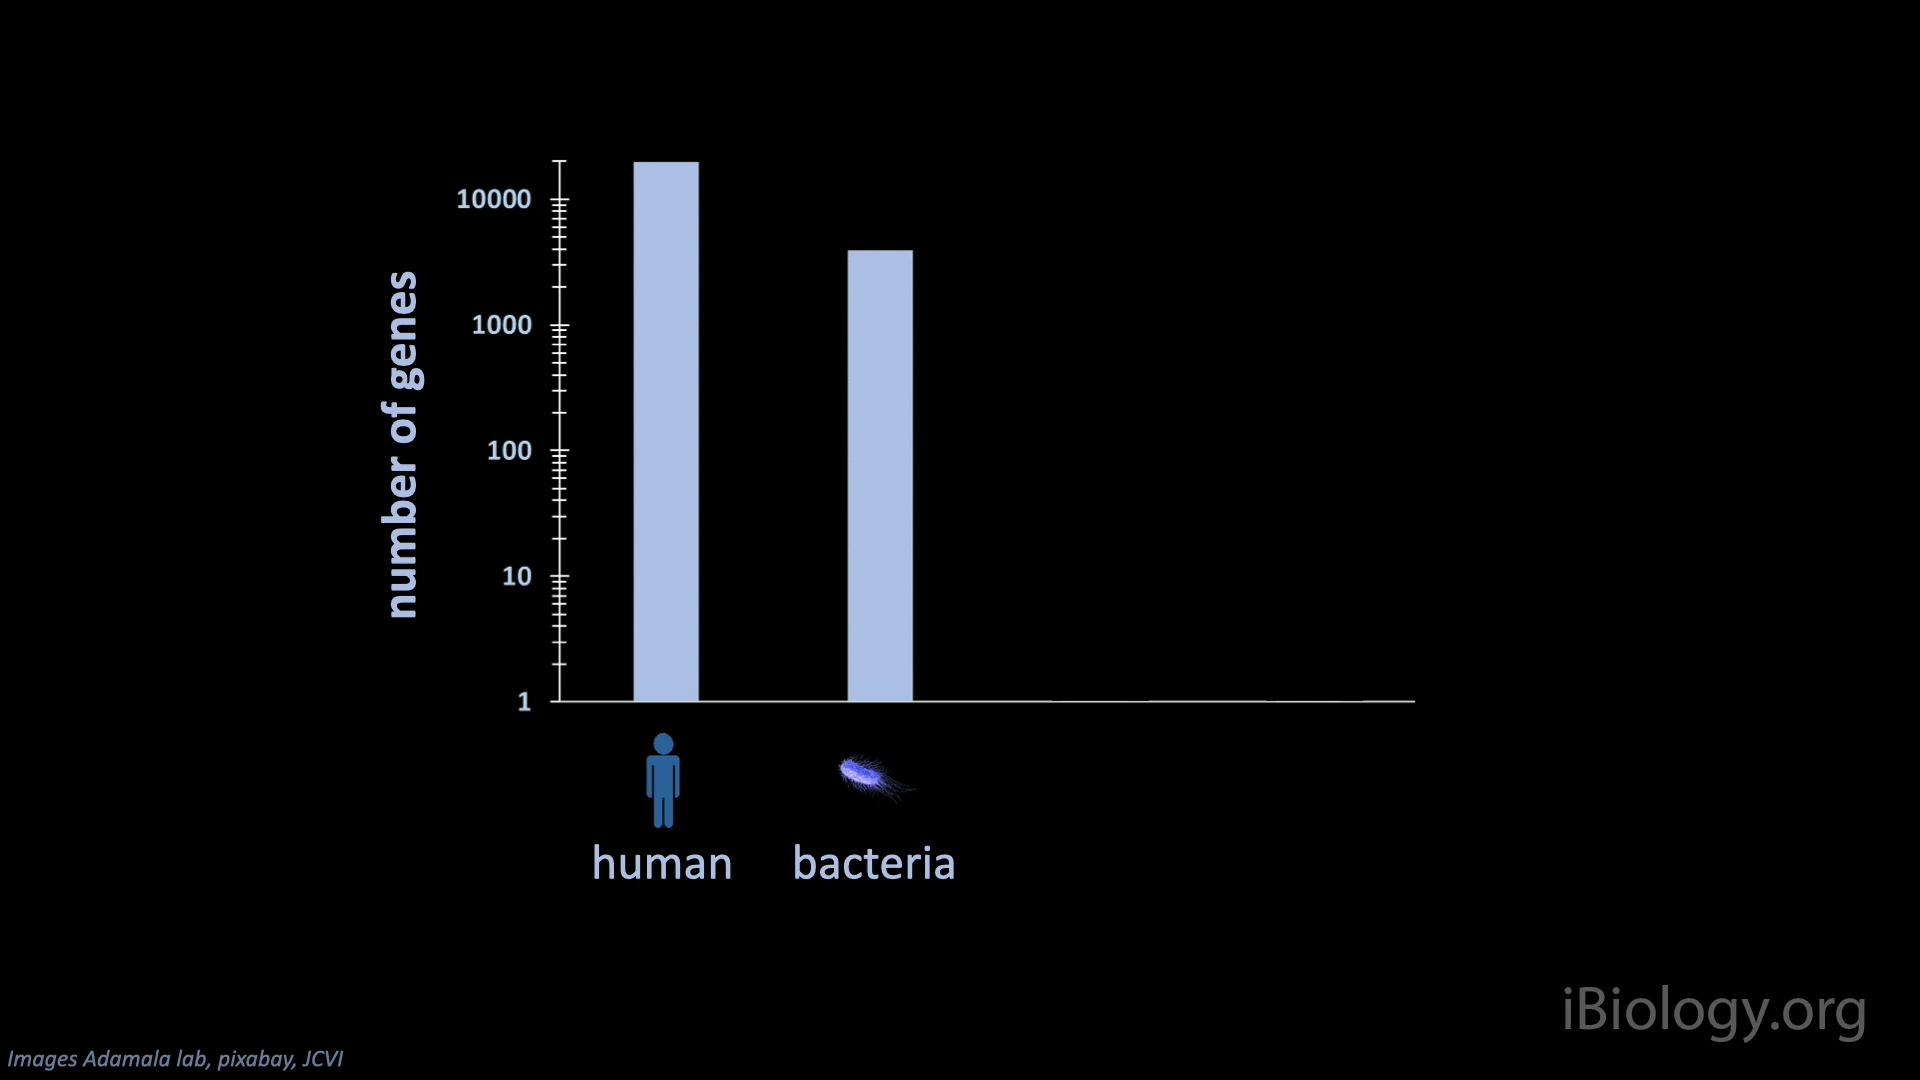 number of genes
10000
1000
100
10
1
human
bacteria
iBiology.org
Images Adamala lab, pixabay, JCVI